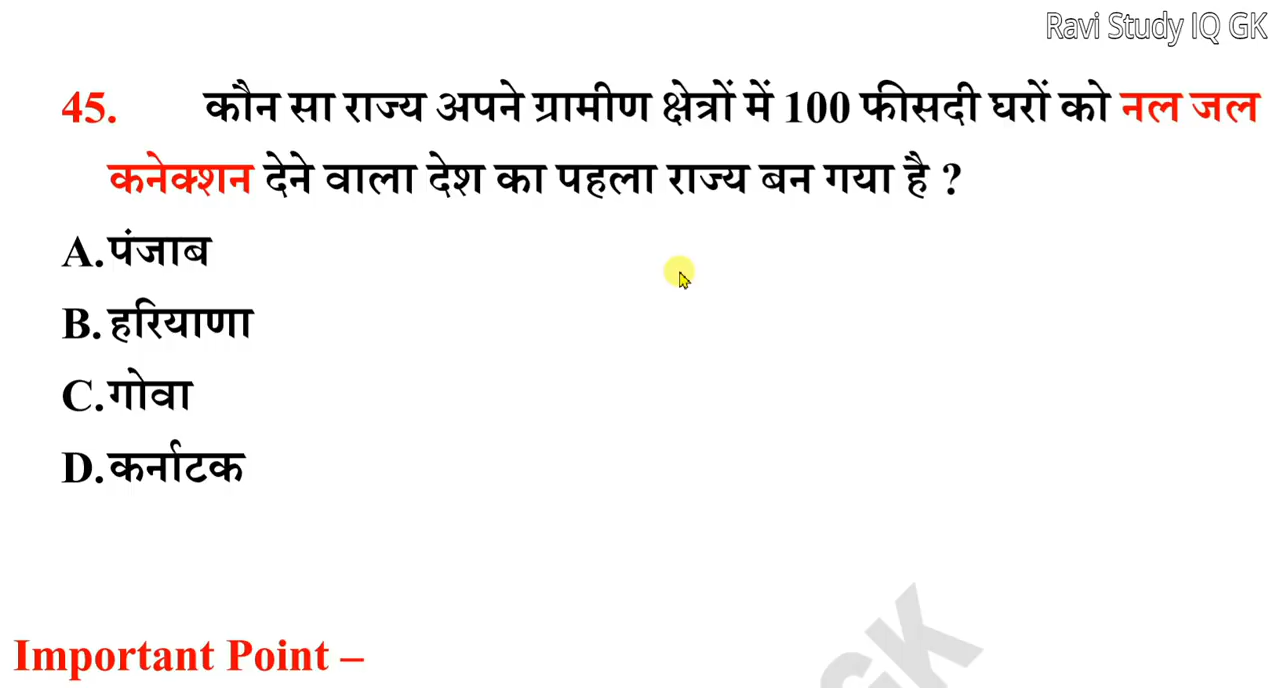 Ravi Study IQ GK
45. कौन सा राज्य अपने ग्रामीण क्षेत्रों में 100 फीसदी घरों को नल जल
कनेक्शन देने वाला देश का पहला राज्य बन गया है ?
A.पंजाब
B.हरियाणा
C.गोवा
D.कर्नाटक
Important Point –
GK